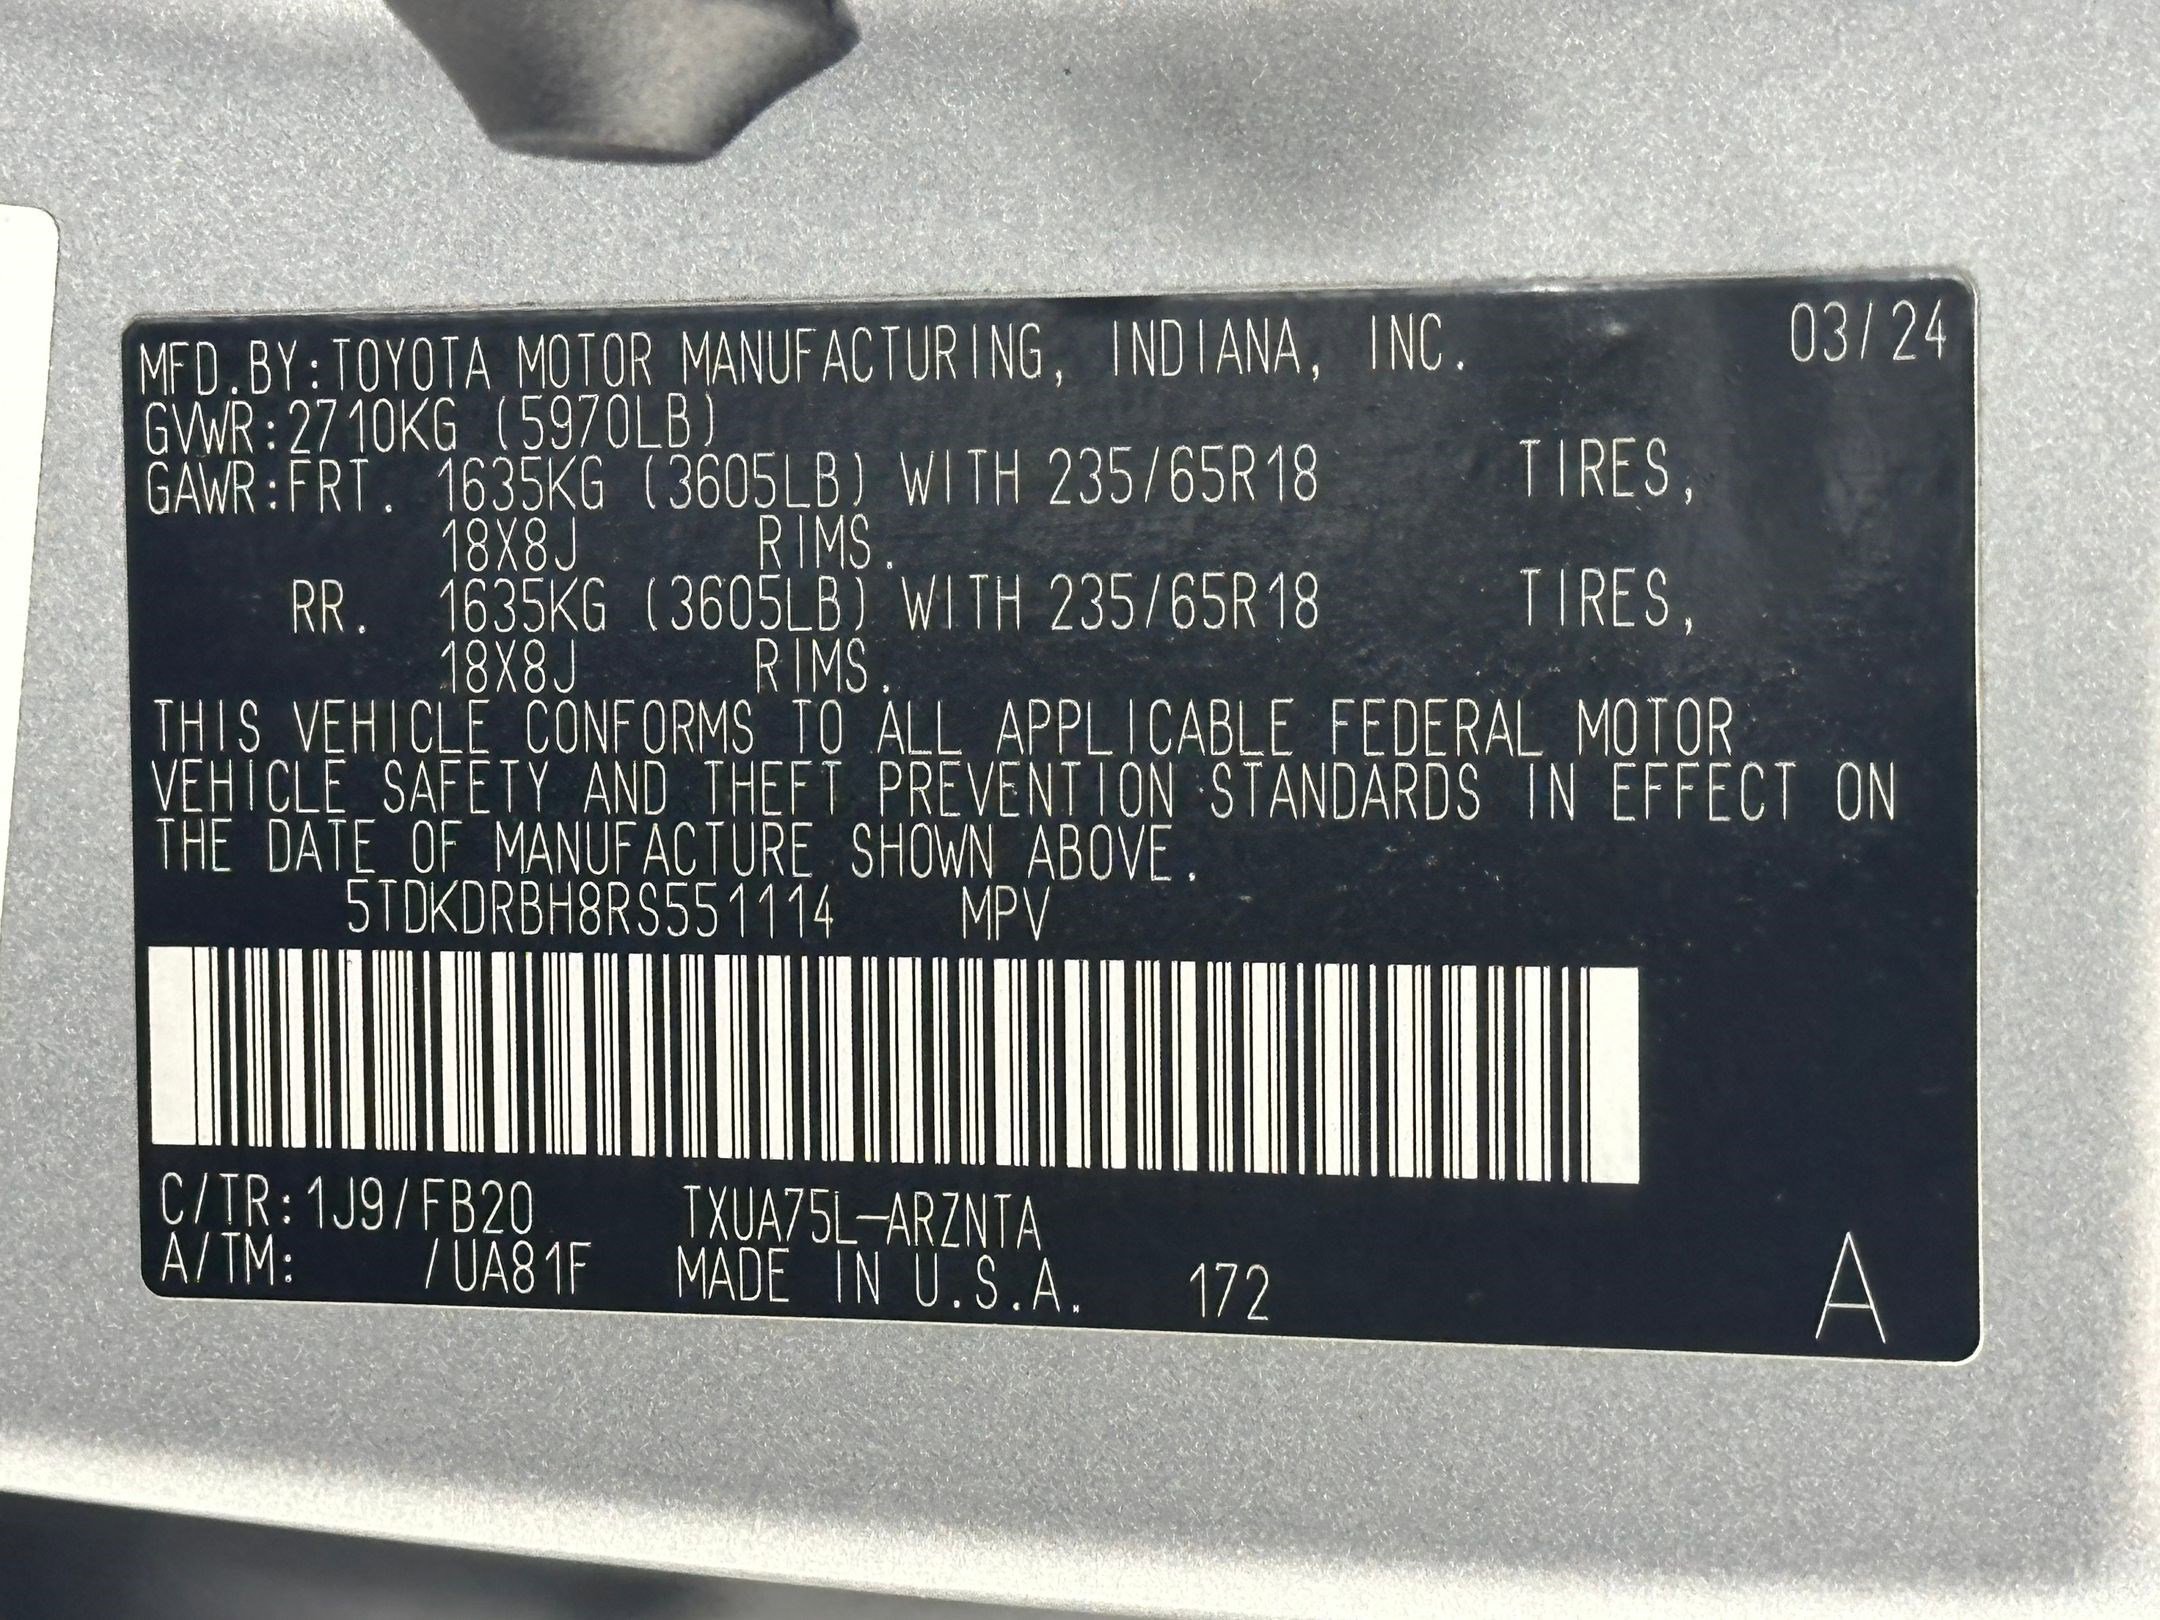 MFD.BY:TOYOTA MOTOR MANUFACTURING, INDIANA, INC. 03/24
GVWR:2710KG (5970LB)
GAWR:FRT. 1635KG (3605LB) WITH 235/65R18 TIRES,
18X8J RIMS.
RR. 1635KG (3605LB) WITH 235/65R18 TIRES,
18X8J RIMS.
THIS VEHICLE CONFORMS TO ALL APPLICABLE FEDERAL MOTOR
VEHICLE SAFETY AND THEFT PREVENTION STANDARDS IN EFFECT ON
THE DATE OF MANUFACTURE SHOWN ABOVE.
5TDKDRBH8RS551114 MPV
C/TR:1J9/FB20 TXUA75L-ARZNTA
A/TM: /UA81F MADE IN U.S.A. 172 A